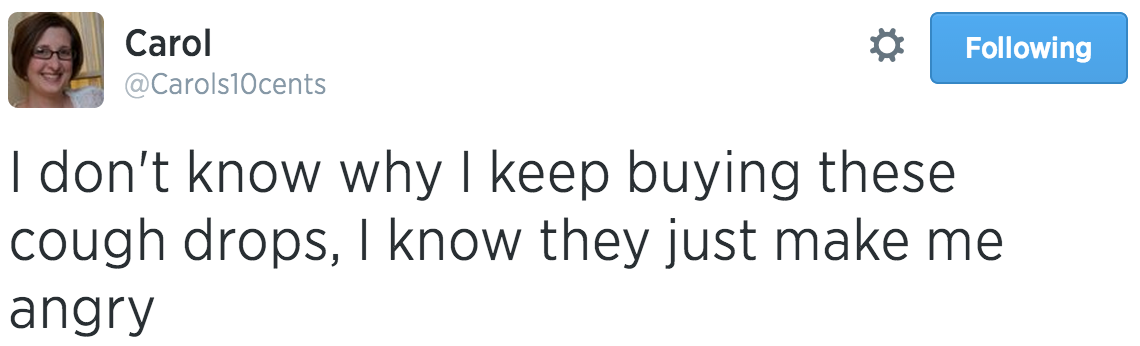 Carol
@Carols10cents
Following
I don't know why I keep buying these
cough drops, I know they just make me
angry